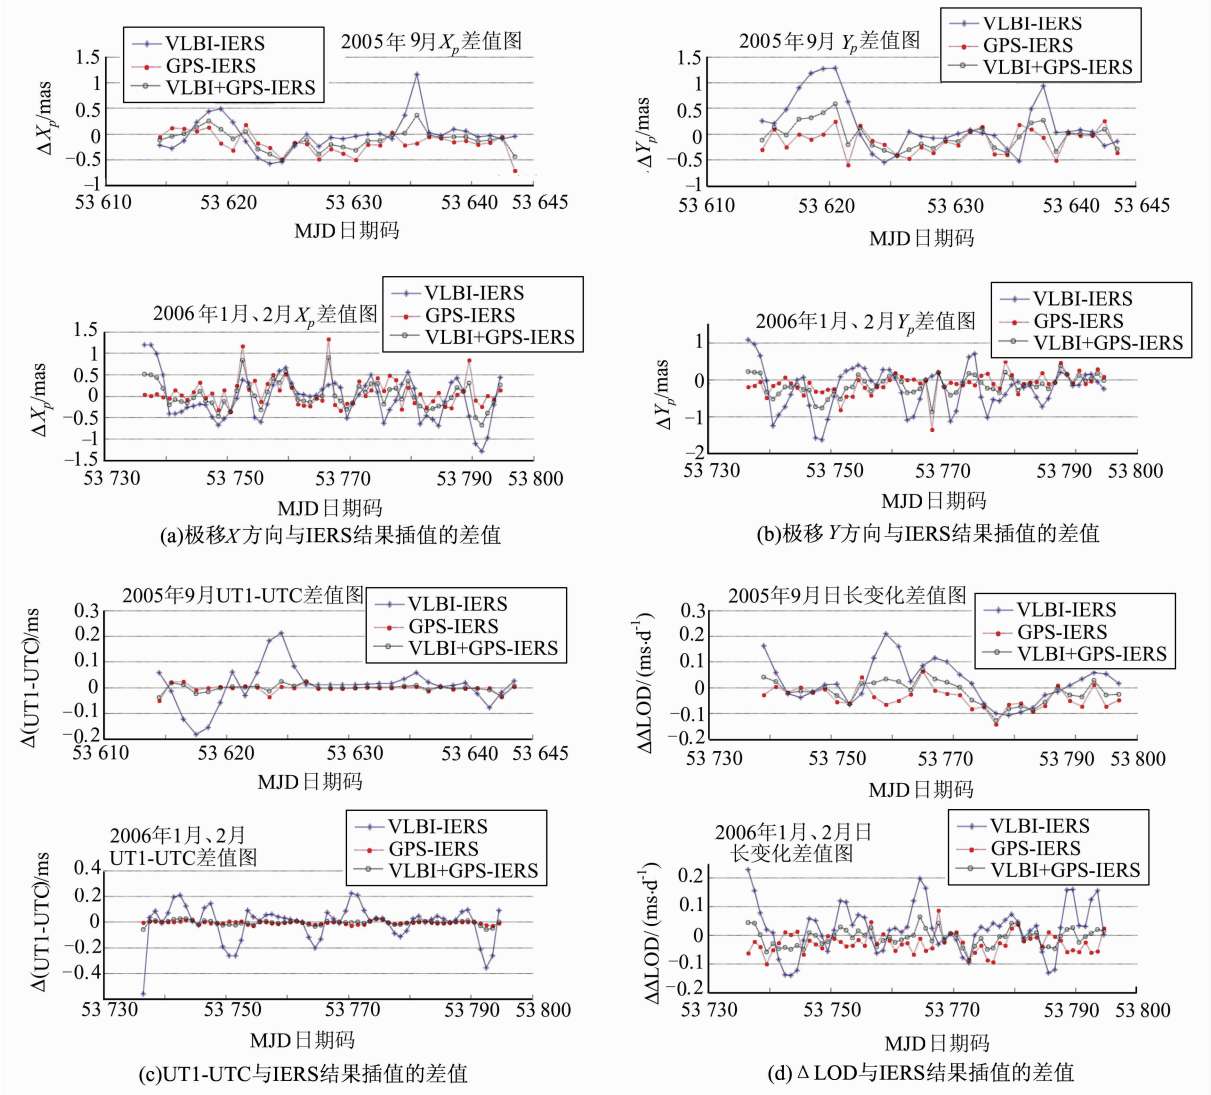 2005年9月Xp差值图
VLBI-IERS
GPS-IERS
VLBI+GPS-IERS
ΔXp/mas
1.5
1
0.5
0
−0.5
−1
53 610
53 620
53 630
53 640
53 645
MJD日期码
2005年9月Yp差值图
VLBI-IERS
GPS-IERS
VLBI+GPS-IERS
ΔYp/mas
1.5
1
0.5
0
−0.5
−1
53 610
53 620
53 630
53 640
53 645
MJD日期码
2006年1月、2月Xp差值图
VLBI-IERS
GPS-IERS
VLBI+GPS-IERS
ΔXp/mas
1.5
1
0.5
0
−0.5
−1
−1.5
53 730
53 750
53 770
53 790
53 800
MJD日期码
(a)极移X方向与IERS结果插值的差值
2006年1月、2月Yp差值图
VLBI-IERS
GPS-IERS
VLBI+GPS-IERS
ΔYp/mas
1
0
−1
−2
53 730
53 750
53 770
53 790
53 800
MJD日期码
(b)极移Y方向与IERS结果插值的差值
2005年9月UT1-UTC差值图
VLBI-IERS
GPS-IERS
VLBI+GPS-IERS
Δ(UT1-UTC)/ms
0.3
0.2
0.1
0
−0.1
−0.2
53 610
53 620
53 630
53 640
53 645
MJD日期码
2005年9月日长变化差值图
VLBI-IERS
GPS-IERS
VLBI+GPS-IERS
ΔΔLOD/(ms·d⁻¹)
0.3
0.2
0.1
0
−0.1
−0.2
53 730
53 750
53 770
53 790
53 800
MJD日期码
2006年1月、2月
UT1-UTC差值图
VLBI-IERS
GPS-IERS
VLBI+GPS-IERS
Δ(UT1-UTC)/ms
0.4
0.2
0
−0.2
−0.4
53 730
53 750
53 770
53 790
53 800
MJD日期码
(c)UT1-UTC与IERS结果插值的差值
2006年1月、2月日
长变化差值图
VLBI-IERS
GPS-IERS
VLBI+GPS-IERS
ΔΔLOD/(ms·d⁻¹)
0.2
0.1
0
−0.1
−0.2
53 730
53 750
53 770
53 790
53 800
MJD日期码
(d)ΔLOD与IERS结果插值的差值